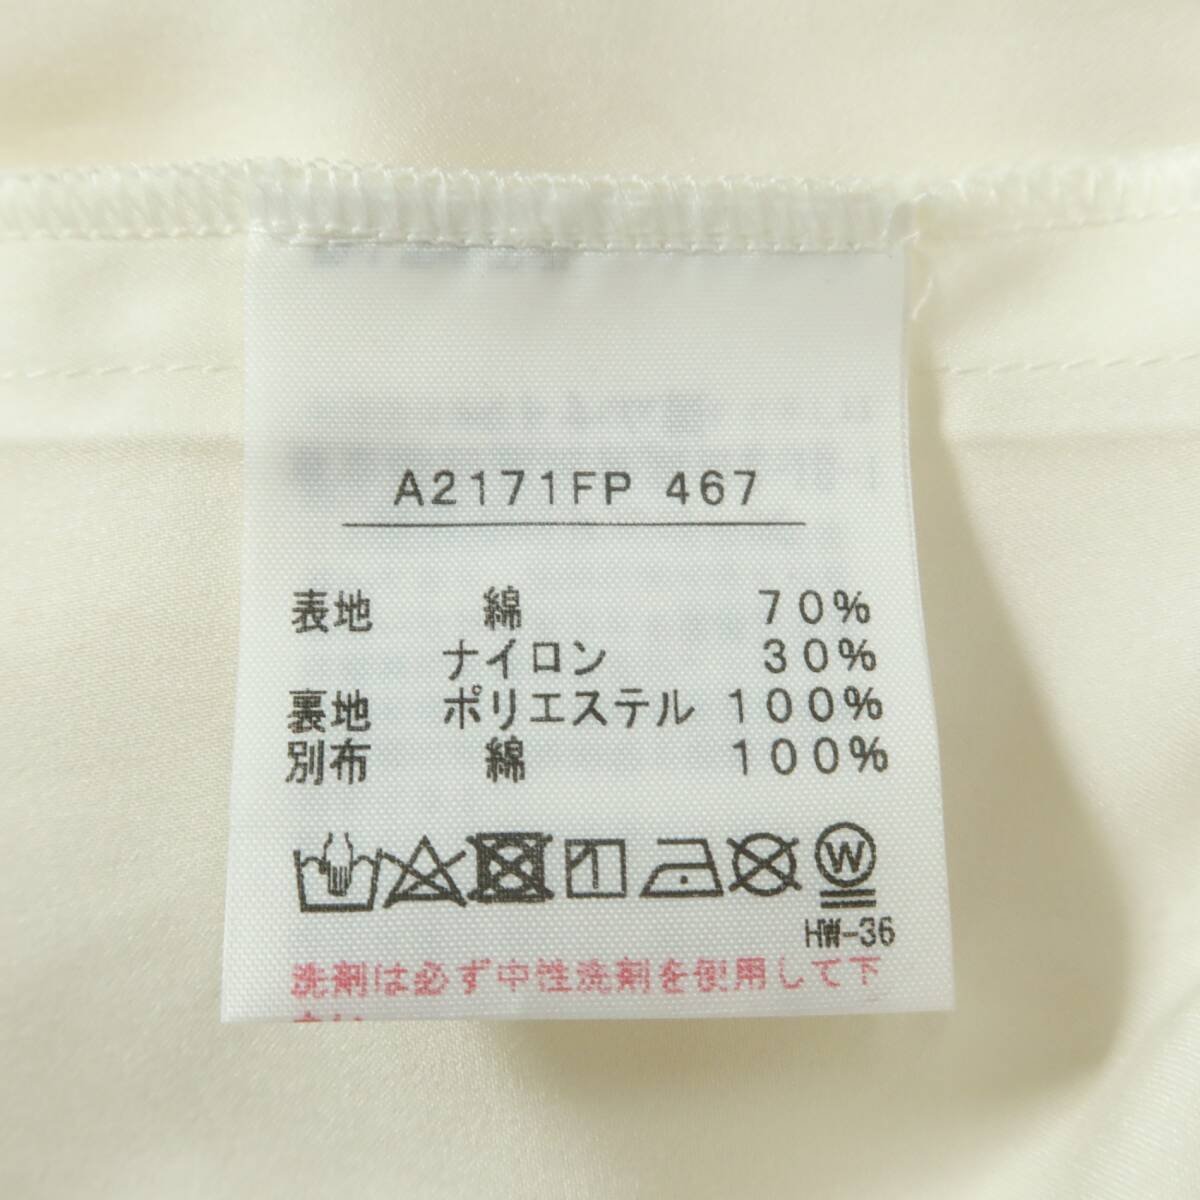 A2171FP 467
表地 綿 70%
ナイロン 30%
裏地 ポリエステル 100%
別布 綿 100%
W
HW-36
洗剤は必ず中性洗剤を使用して下
さい